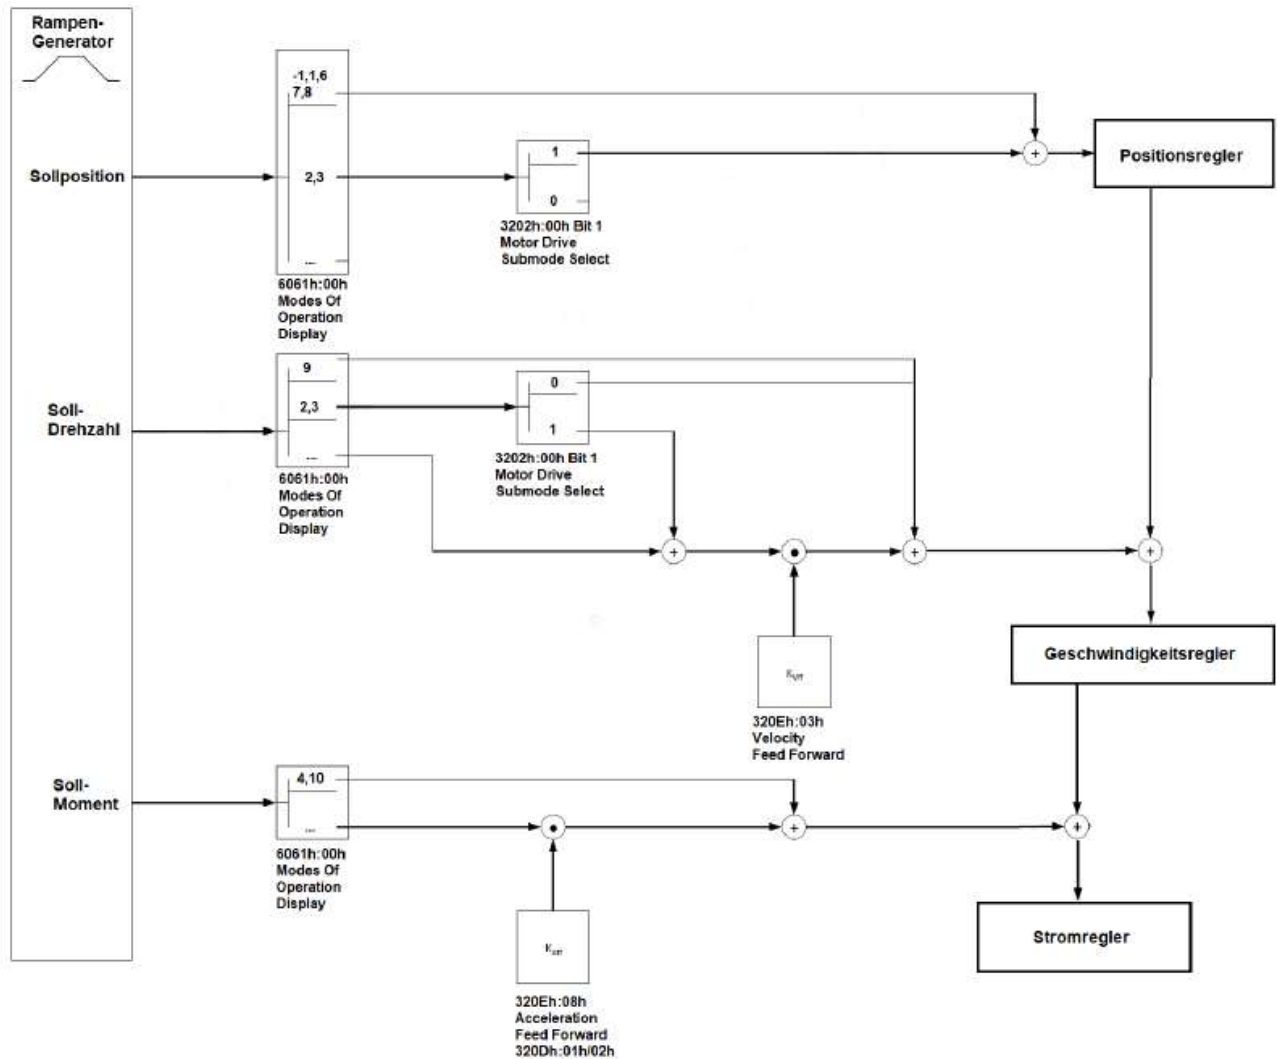 Rampen-
Generator
-1,1,6
7,8
1
Positionsregler
Sollposition
2,3
0
3202h:00h Bit 1
Motor Drive
Submode Select
...
6061h:00h
Modes Of
Operation
Display
9
0
Soll-
Drehzahl
2,3
1
...
3202h:00h Bit 1
Motor Drive
Submode Select
6061h:00h
Modes Of
Operation
Display
+
+
•
+
+
Geschwindigkeitsregler
Kvff
320Eh:03h
Velocity
Feed Forward
Soll-
Moment
4,10
...
•
+
+
6061h:00h
Modes Of
Operation
Display
Stromregler
Kaff
320Eh:08h
Acceleration
Feed Forward
320Dh:01h/02h